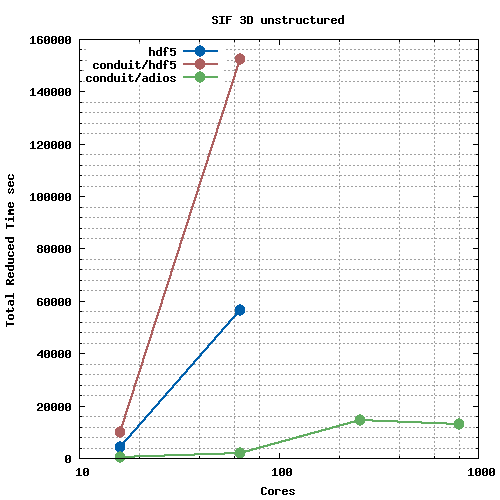 SIF 3D unstructured
160000
140000
120000
100000
80000
60000
40000
20000
0
hdf5
conduit/hdf5
conduit/adios
Total Reduced Time sec
10
100
1000
Cores